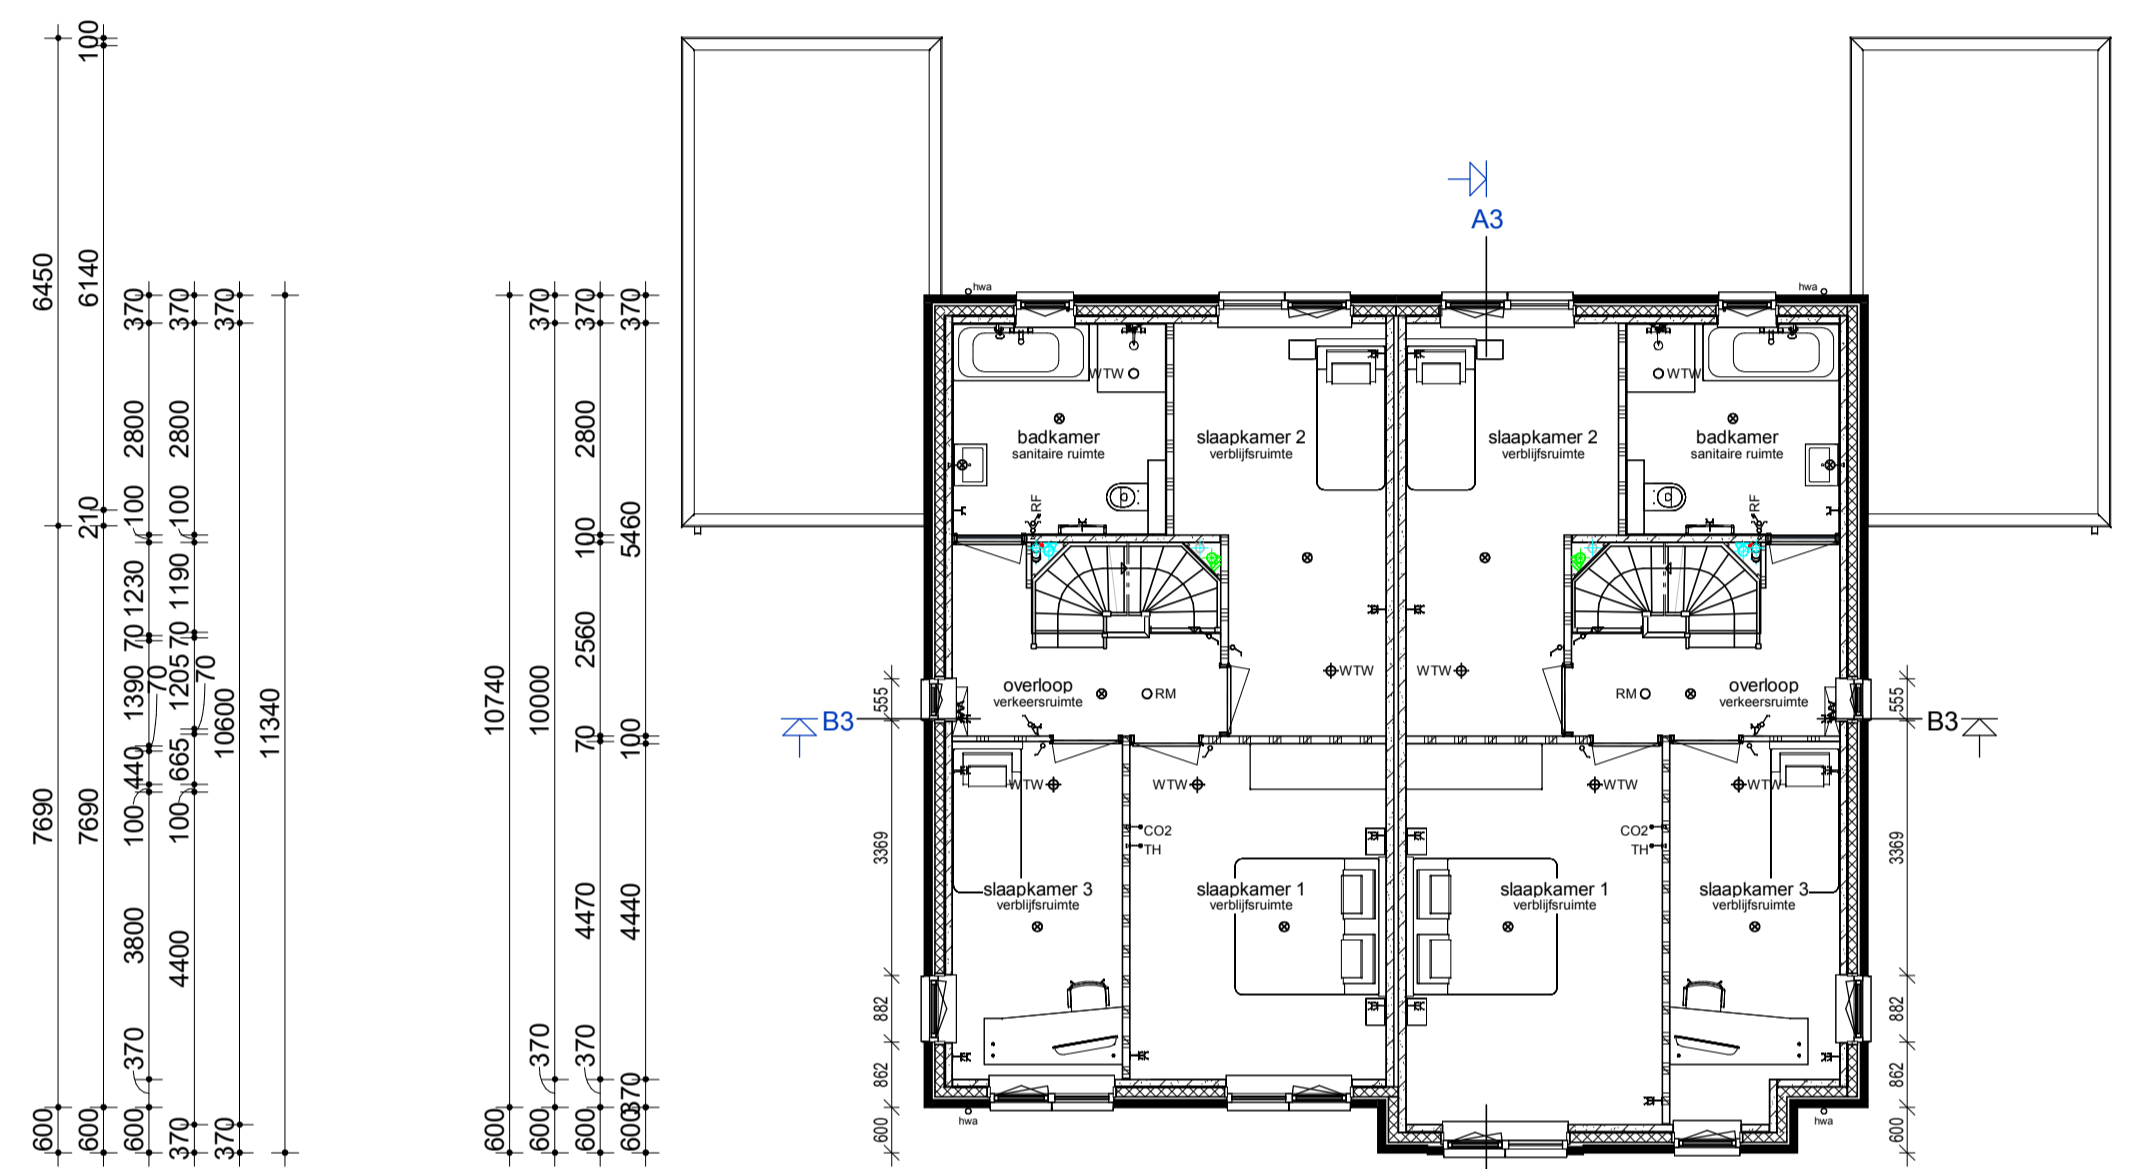 100
6450
6140
210
7690
7690
600
600
370
2800
100
1230
70
1390
70
440
100
3800
370
600
370
2800
100
1190
70
1205
70
665
100
4400
370
370
10600
370
11340
10740
600
370
10000
370
600
370
2800
100
2560
70
4470
370
600
370
5460
100
4440
370
600
A3
hwa
hwa
WTW
WTW
badkamer
sanitaire ruimte
slaapkamer 2
verblijfsruimte
slaapkamer 2
verblijfsruimte
badkamer
sanitaire ruimte
RF
RF
WTW
WTW
overloop
verkeersruimte
RM
RM
overloop
verkeersruimte
B3
B3
555
555
WTW
WTW
WTW
WTW
CO2
TH
CO2
TH
3369
3369
slaapkamer 3
verblijfsruimte
slaapkamer 1
verblijfsruimte
slaapkamer 1
verblijfsruimte
slaapkamer 3
verblijfsruimte
882
882
862
862
600
600
hwa
hwa